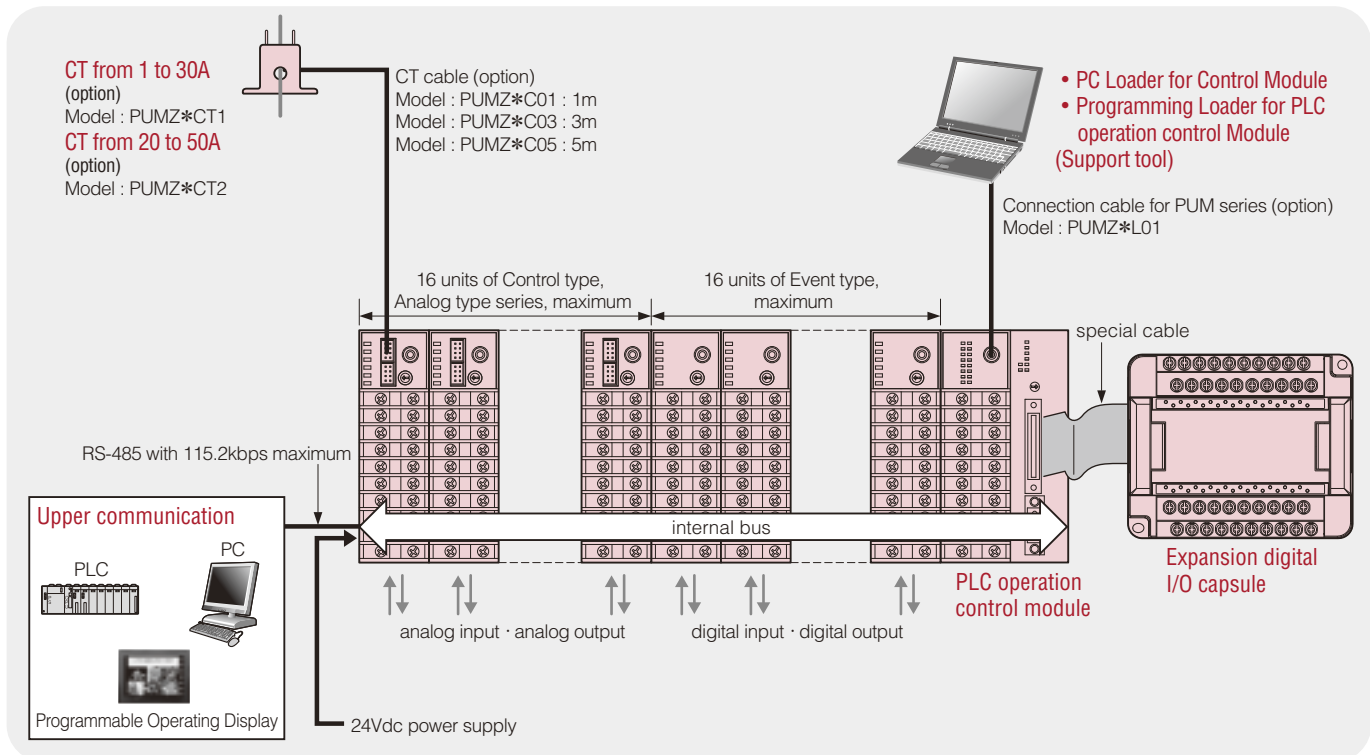 CT from 1 to 30A
(option)
Model : PUMZ∗CT1
CT from 20 to 50A
(option)
Model : PUMZ∗CT2
CT cable (option)
Model : PUMZ∗C01 : 1m
Model : PUMZ∗C03 : 3m
Model : PUMZ∗C05 : 5m
• PC Loader for Control Module
• Programming Loader for PLC
operation control Module
(Support tool)
Connection cable for PUM series (option)
Model : PUMZ∗L01
16 units of Control type,
Analog type series, maximum
16 units of Event type,
maximum
special cable
RS-485 with 115.2kbps maximum
Upper communication
PC
PLC
Programmable Operating Display
internal bus
analog input · analog output
digital input · digital output
PLC operation
control module
Expansion digital
I/O capsule
24Vdc power supply